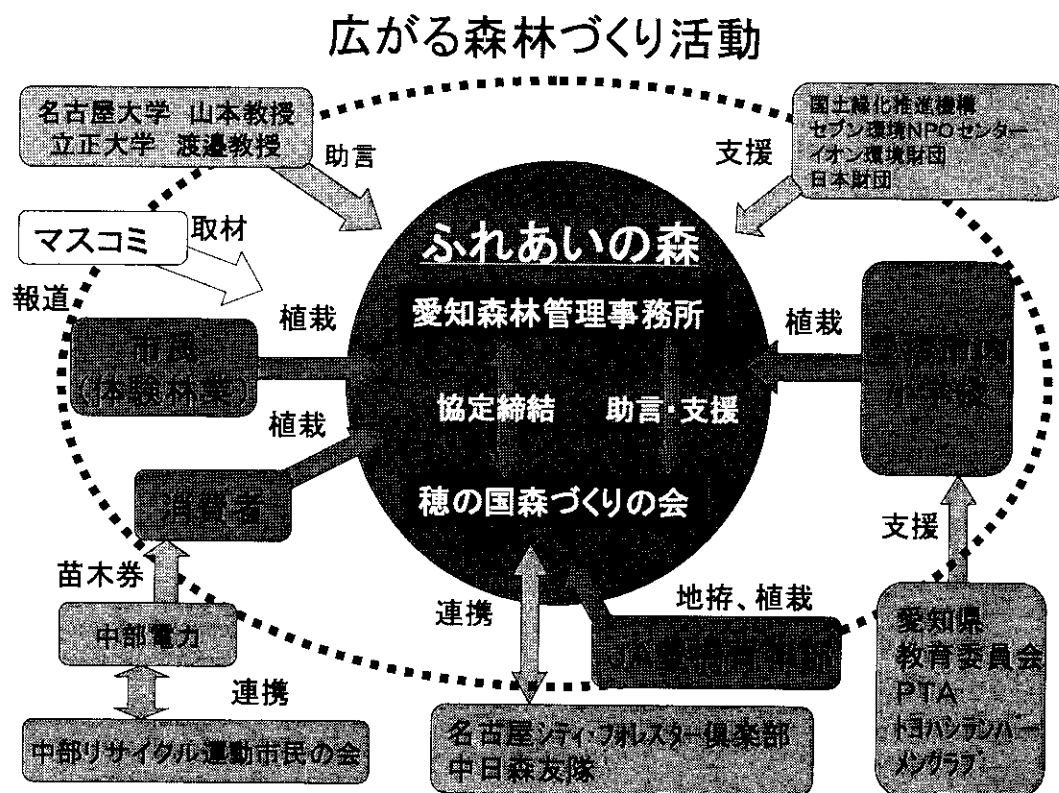 広がる森林づくり活動
名古屋大学 山本教授
立正大学 渡邉教授
助言
支援
国土緑化推進機構
セブン環境NPOセンター
イオン環境財団
日本財団
マスコミ
取材
報道
ふれあいの森
愛知森林管理事務所
協定締結
助言・支援
穂の国森づくりの会
植栽
市民
(体験林業)
植栽
消費者
植栽
小学校
苗木券
中部電力
連携
中部リサイクル運動市民の会
連携
地拵、植栽
名古屋シティ・フォレスター倶楽部
中日森友隊
支援
愛知県
教育委員会
PTA
トヨハシデンバー
メングラブ